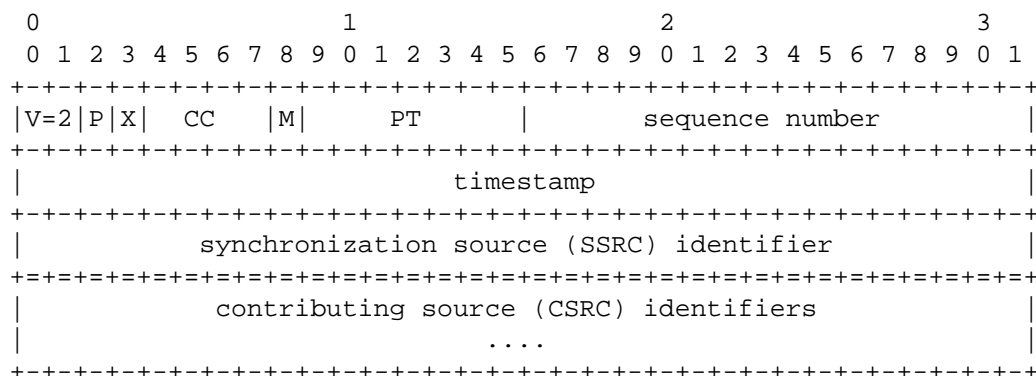 0                   1                   2                   3
 0 1 2 3 4 5 6 7 8 9 0 1 2 3 4 5 6 7 8 9 0 1 2 3 4 5 6 7 8 9 0 1
+-+-+-+-+-+-+-+-+-+-+-+-+-+-+-+-+-+-+-+-+-+-+-+-+-+-+-+-+-+-+-+-+
|V=2|P|X|  CC   |M|     PT      |       sequence number         |
+-+-+-+-+-+-+-+-+-+-+-+-+-+-+-+-+-+-+-+-+-+-+-+-+-+-+-+-+-+-+-+-+
|                           timestamp                           |
+-+-+-+-+-+-+-+-+-+-+-+-+-+-+-+-+-+-+-+-+-+-+-+-+-+-+-+-+-+-+-+-+
|           synchronization source (SSRC) identifier            |
+=+=+=+=+=+=+=+=+=+=+=+=+=+=+=+=+=+=+=+=+=+=+=+=+=+=+=+=+=+=+=+=+
|            contributing source (CSRC) identifiers             |
|                             ....                              |
+-+-+-+-+-+-+-+-+-+-+-+-+-+-+-+-+-+-+-+-+-+-+-+-+-+-+-+-+-+-+-+-+